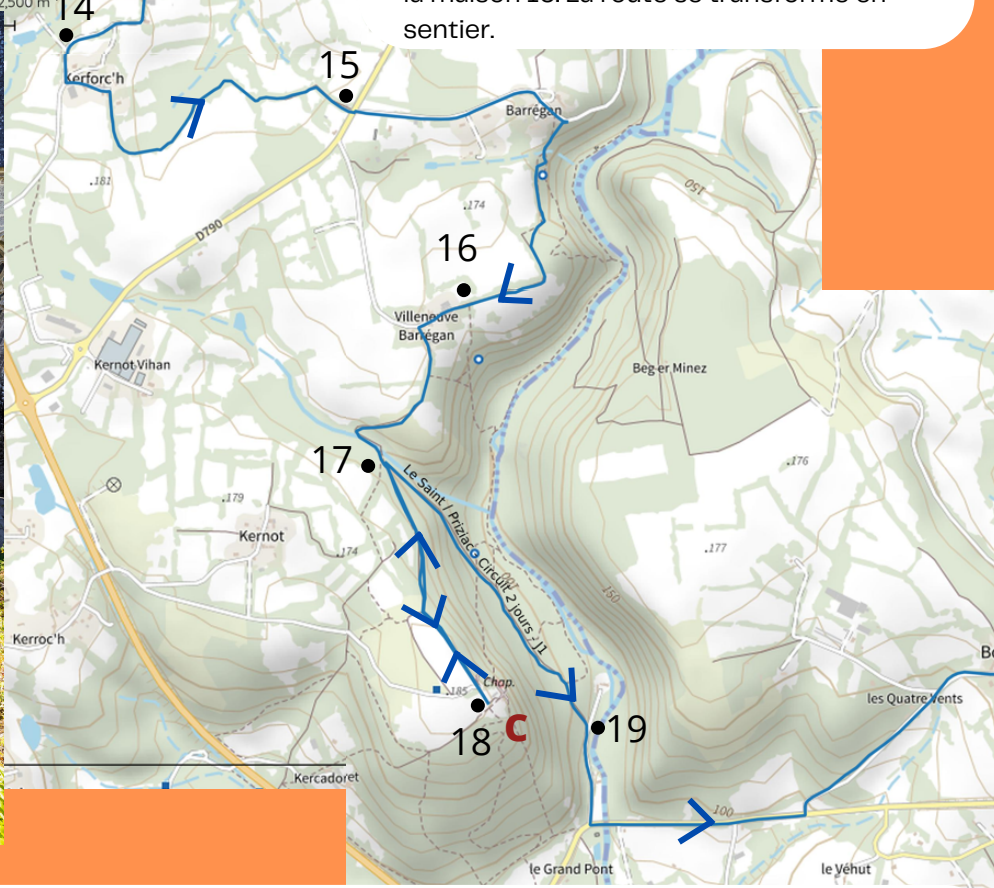 sentier.
2,500 m
14
Kerforc'h
15
Barrégan
.181
.174
150
D790
16
Villeneuve
Barrégan
Kernot-Vihan
Beg er Minez
17
.176
.179
Kernot
.174
.177
Le Saint / Priziac Circuit 2 jours - J1
100
150
Kerroc'h
Chap.
.185
18
C
19
les Quatre Vents
Kercadoret
100
le Grand Pont
le Véhut